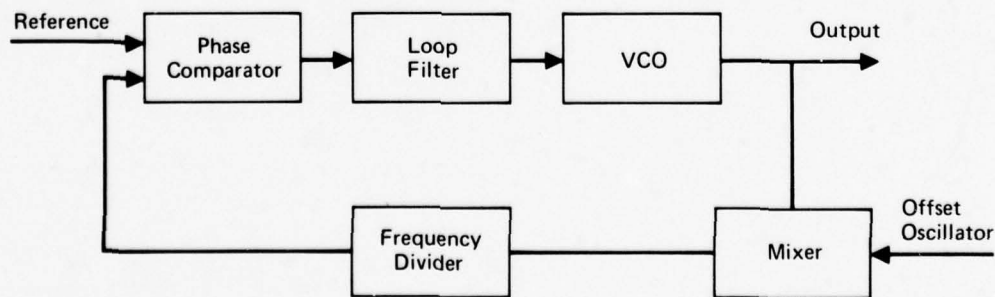 Reference
Phase
Comparator
Loop
Filter
VCO
Output
Frequency
Divider
Mixer
Offset
Oscillator